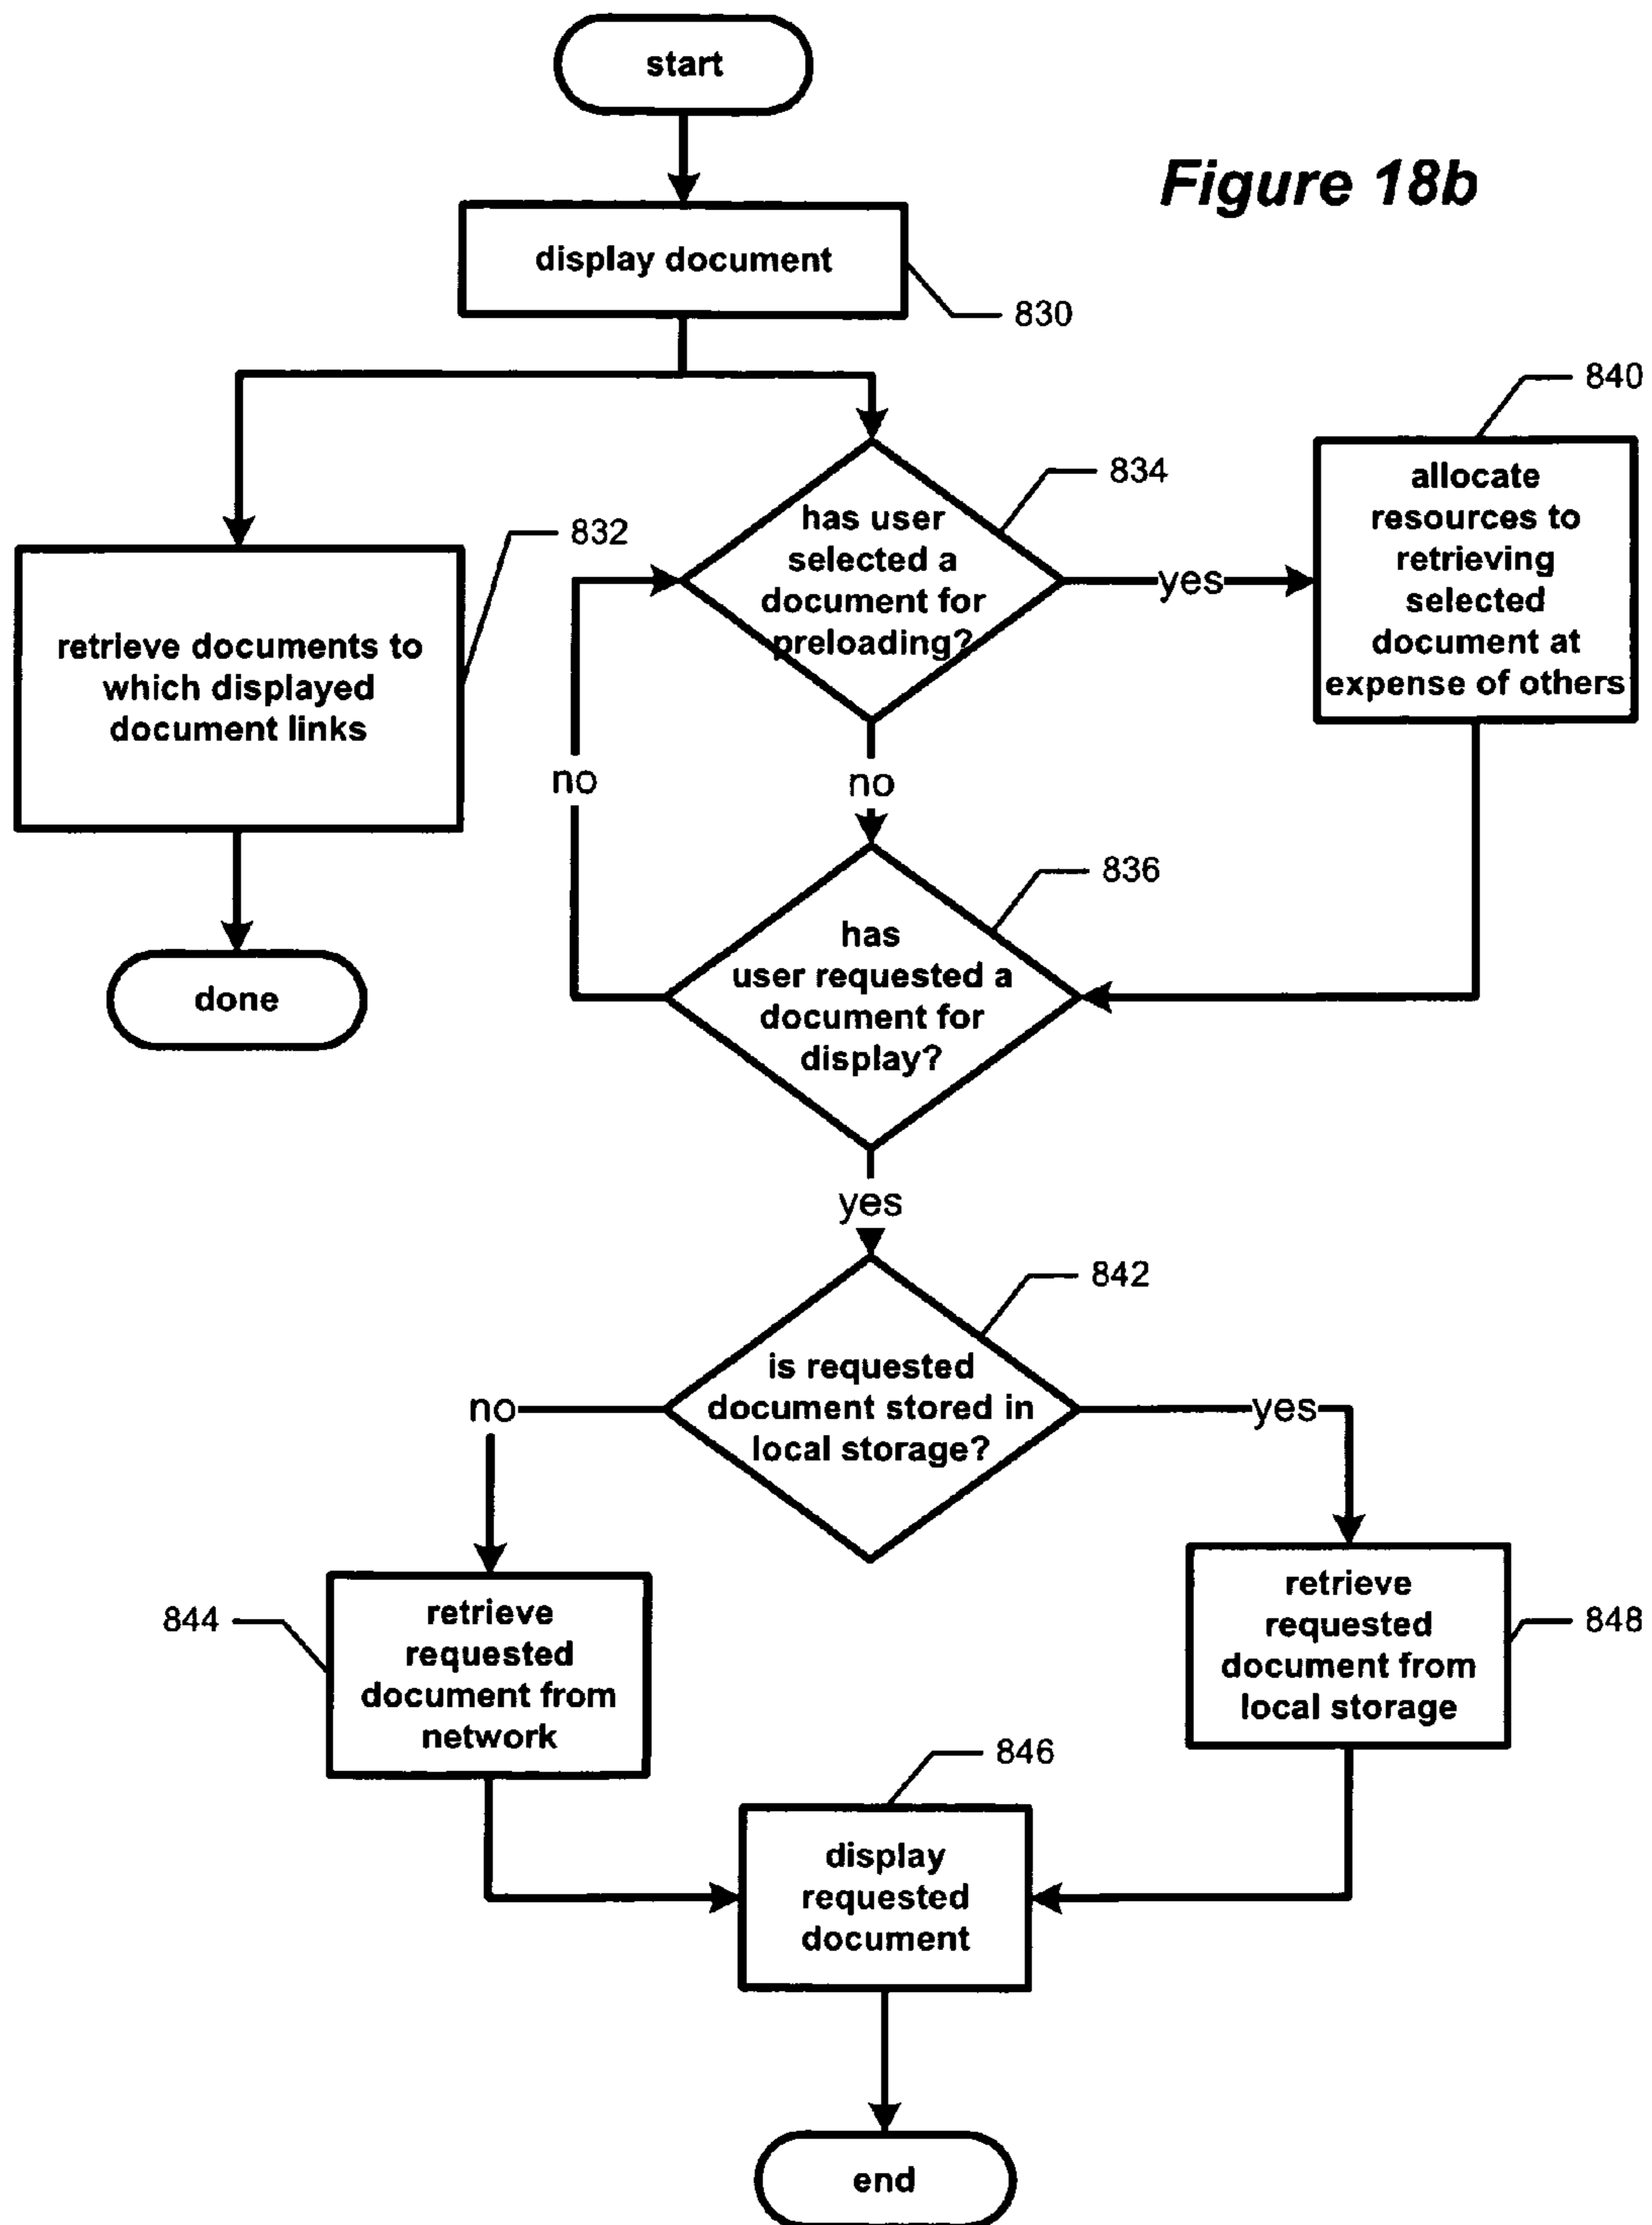 start
Figure 18b
display document
830
840
834
allocate
resources to
retrieving
selected
document at
expense of others
has user
selected a
document for
preloading?
yes
832
retrieve documents to
which displayed
document links
no
no
836
has
user requested a
document for
display?
done
yes
842
is requested
document stored in
local storage?
no
yes
844
retrieve
requested
document from
network
retrieve
requested
document from
local storage
848
846
display
requested
document
end